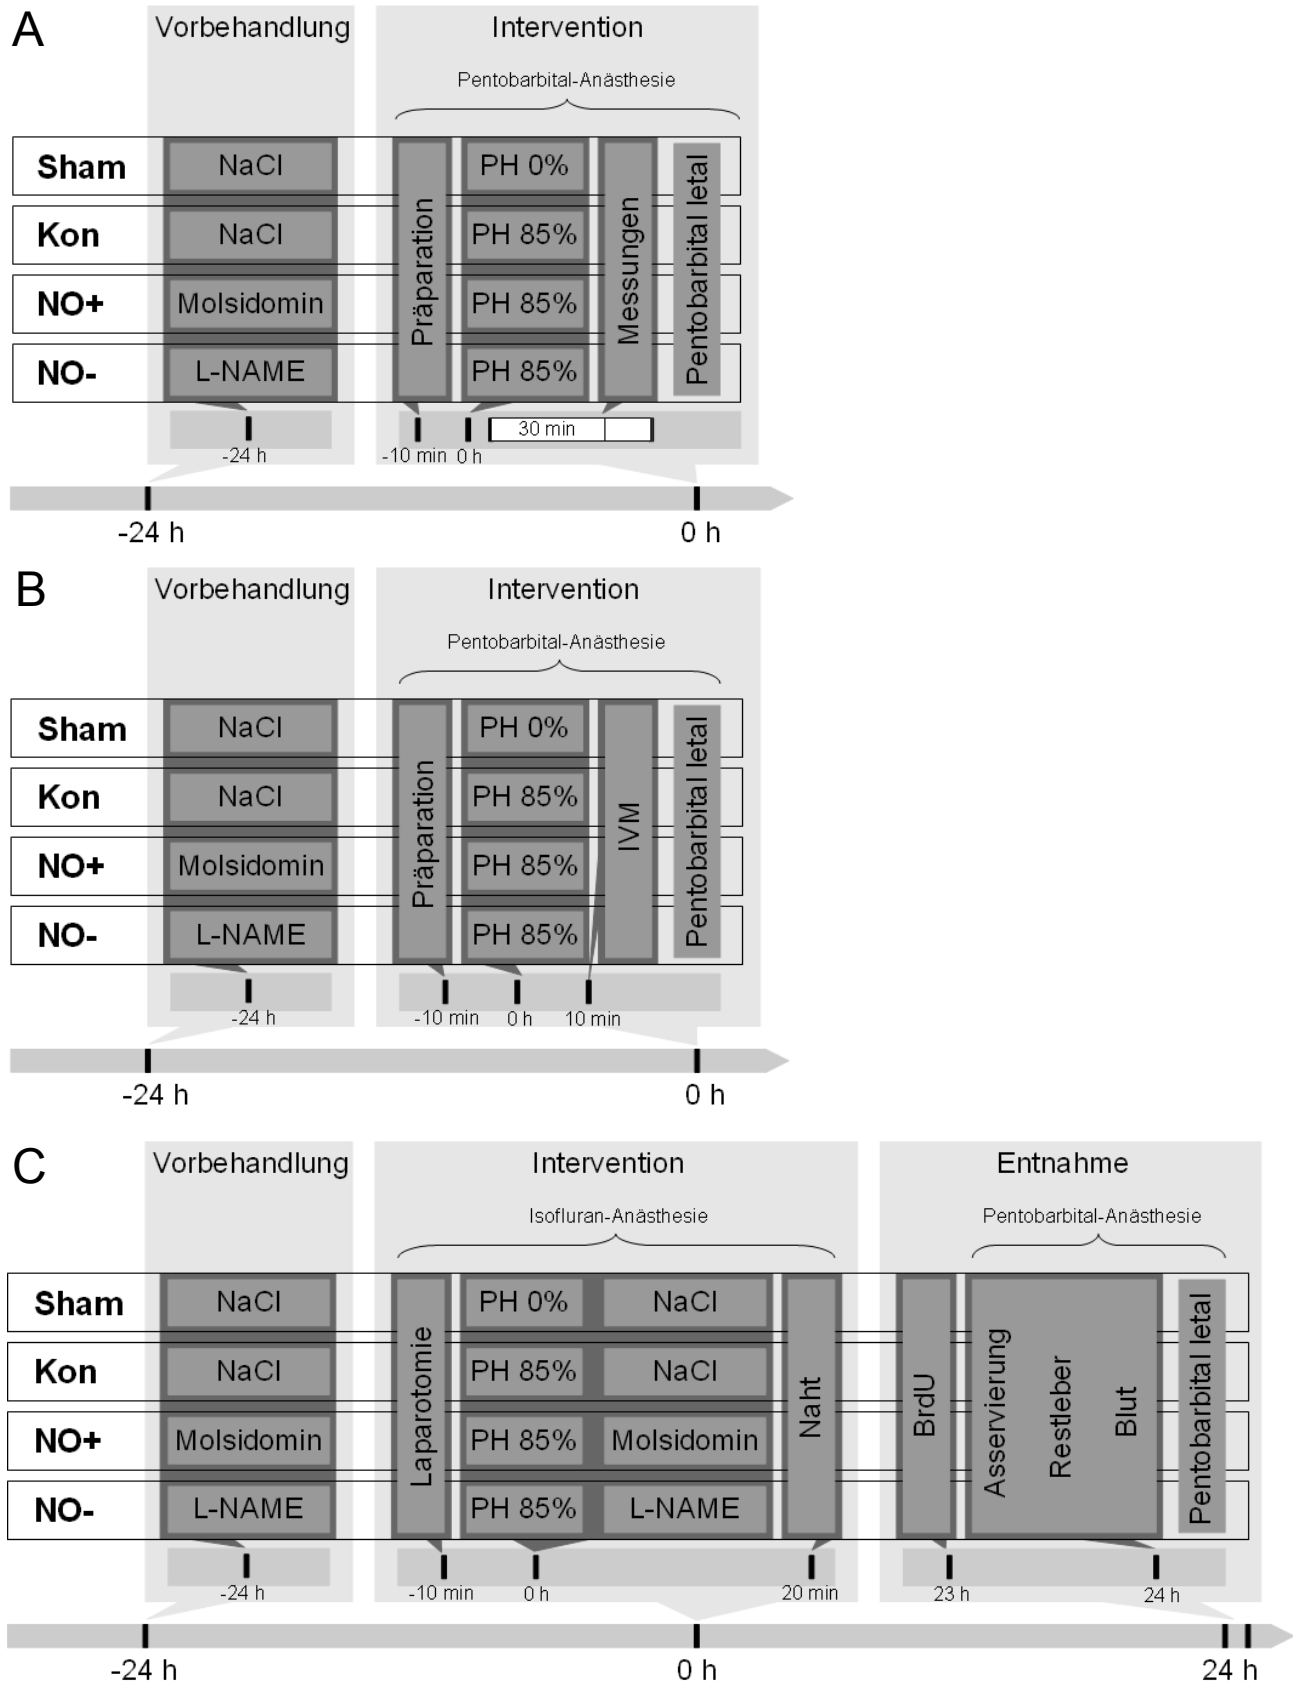 A
Vorbehandlung
Intervention
Pentobarbital-Anästhesie
Sham
NaCl
PH 0%
Kon
NaCl
PH 85%
NO+
Molsidomin
PH 85%
NO-
L-NAME
PH 85%
Präparation
Messungen
Pentobarbital letal
-24 h
-10 min
0 h
30 min
-24 h
0 h
B
Vorbehandlung
Intervention
Pentobarbital-Anästhesie
Sham
NaCl
PH 0%
Kon
NaCl
PH 85%
NO+
Molsidomin
PH 85%
NO-
L-NAME
PH 85%
Präparation
IVM
Pentobarbital letal
-24 h
-10 min
0 h
10 min
-24 h
0 h
C
Vorbehandlung
Intervention
Entnahme
Isofluran-Anästhesie
Pentobarbital-Anästhesie
Sham
NaCl
PH 0%
NaCl
Kon
NaCl
PH 85%
NaCl
NO+
Molsidomin
PH 85%
Molsidomin
NO-
L-NAME
PH 85%
L-NAME
Laparotomie
Naht
BrdU
Asservierung
Restleber
Blut
Pentobarbital letal
-24 h
-10 min
0 h
20 min
23 h
24 h
-24 h
0 h
24 h